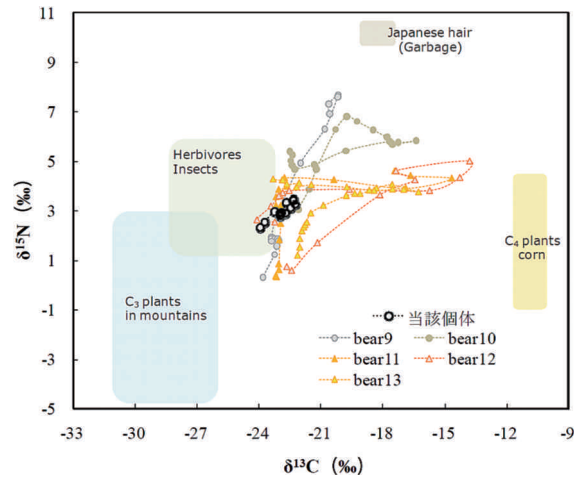 Japanese hair
(Garbage)
Herbivores
Insects
C₃ plants
in mountains
C₄ plants
corn
当該個体
bear9
bear10
bear11
bear12
bear13
11
9
7
5
3
1
-1
-3
-5
-33
-30
-27
-24
-21
-18
-15
-12
-9
δ¹⁵N (‰)
δ¹³C (‰)